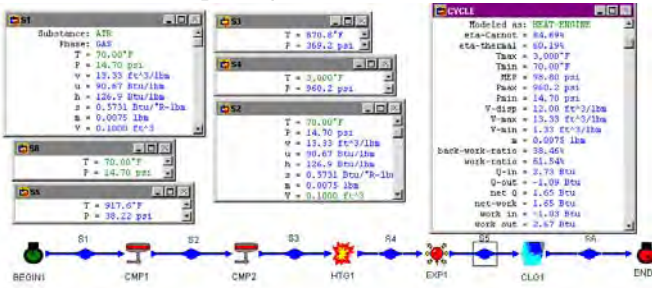 S1
Substance: AIR
Phase: GAS
T = 70.00°F
P = 14.70 psi
v = 13.33 ft^3/lbm
u = 90.67 Btu/lbm
h = 126.9 Btu/lbm
s = 0.5731 Btu/°R-lbm
m = 0.0075 lbm
V = 0.1000 ft^3
S6
T = 70.00°F
P = 14.70 psi
S5
T = 917.6°F
P = 38.22 psi
S3
T = 870.8°F
P = 369.2 psi
S4
T = 3,000°F
P = 960.2 psi
S2
T = 70.00°F
P = 14.70 psi
v = 13.33 ft^3/lbm
u = 90.67 Btu/lbm
h = 126.9 Btu/lbm
s = 0.5731 Btu/°R-lb
m = 0.0075 lbm
V = 0.1000 ft^3
CYCLE
Modeled as: HEAT-ENGINE
eta-Carnot = 84.69%
eta-thermal = 60.19%
Tmax = 3,000°F
Tmin = 70.00°F
MEP = 98.80 psi
Pmax = 960.2 psi
Pmin = 14.70 psi
V-disp = 12.00 ft^3/lbm
V-max = 13.33 ft^3/lbm
V-min = 1.33 ft^3/lbm
m = 0.0075 lbm
back-work-ratio = 38.46%
work-ratio = 61.54%
Q-in = 2.73 Btu
Q-out = -1.09 Btu
net Q = 1.65 Btu
net-work = 1.65 Btu
work in = -1.03 Btu
work out = 2.67 Btu
S1 S2 S3 S4 S5 S6
BEGIN1 CMP1 CMP2 HTG1 EXP1 CLG1 END